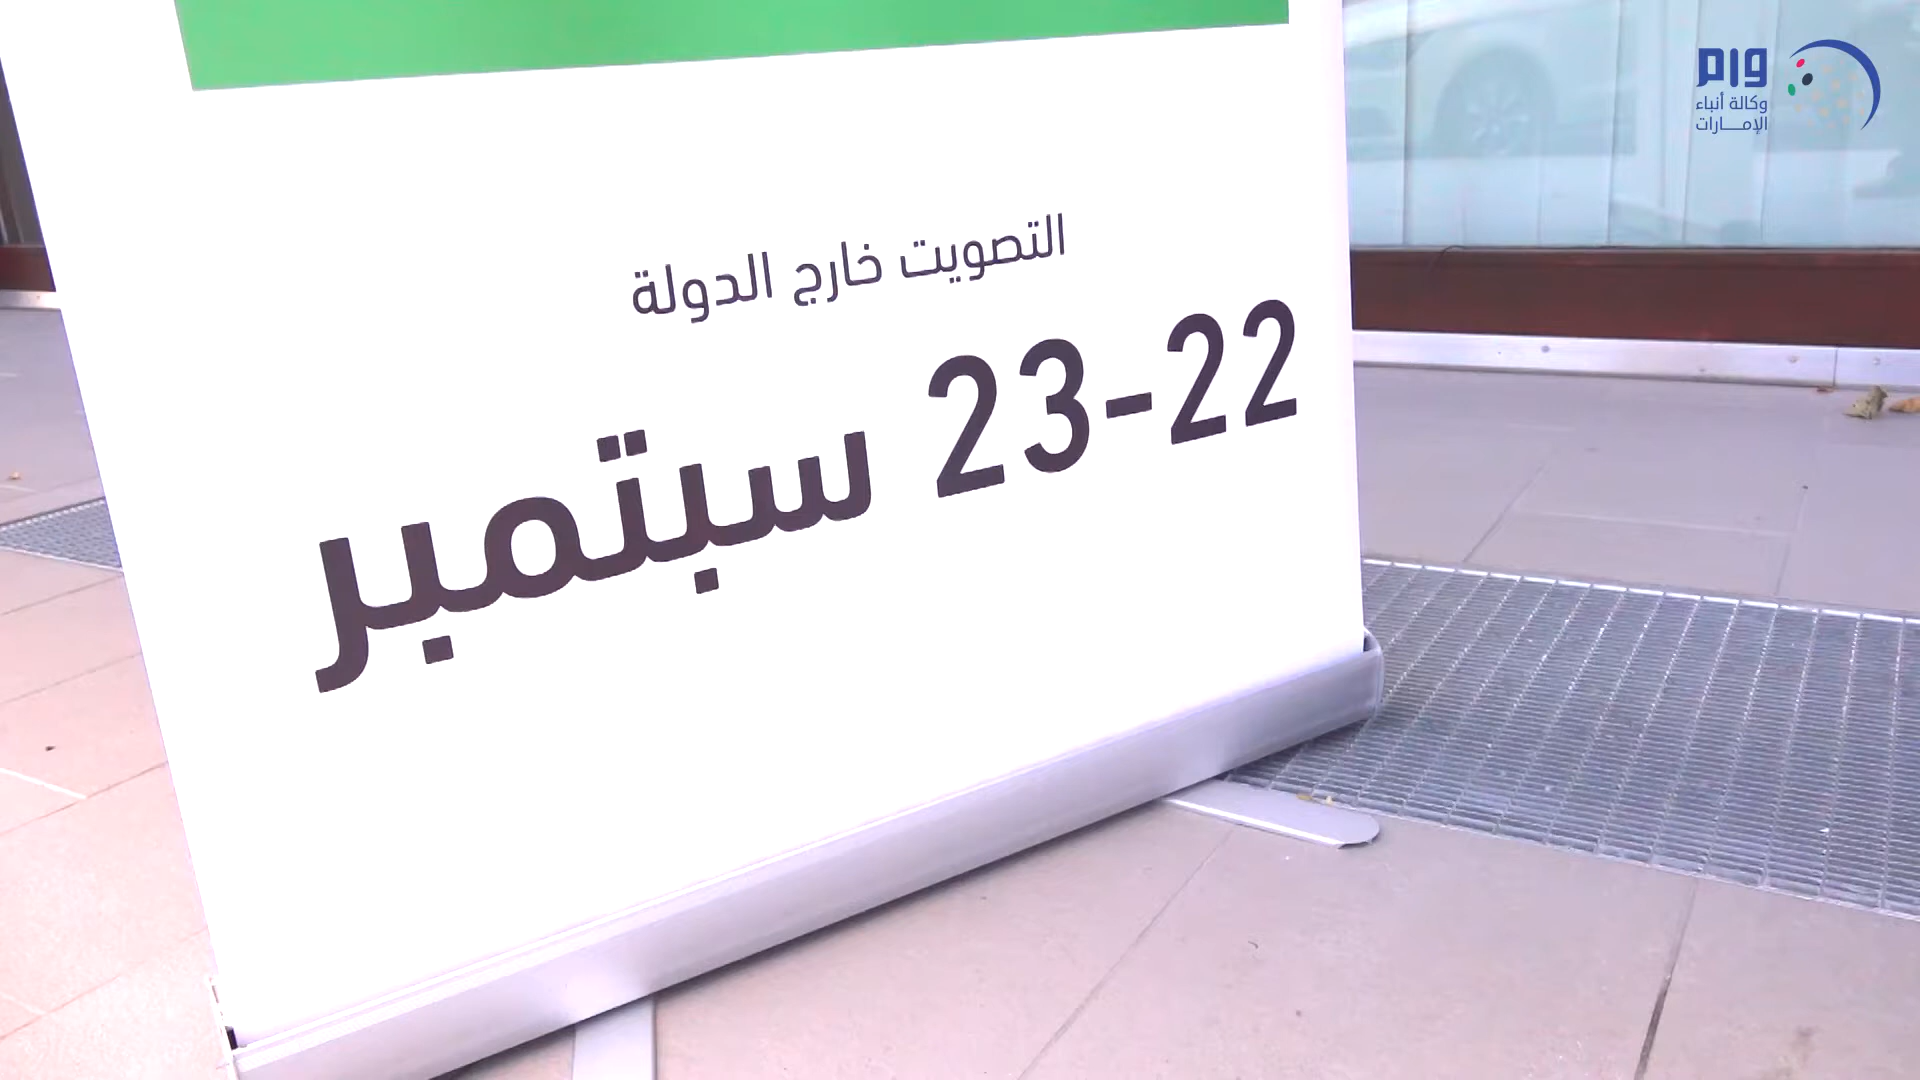 وام
وكالة أنباء
الإمـــارات
التصويت خارج الدولة
22-23 سبتمبر